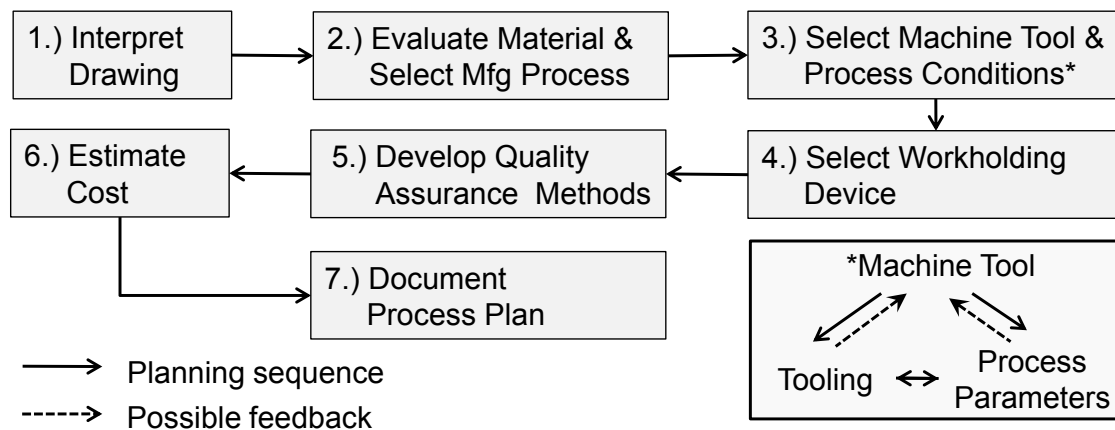 1.) Interpret
Drawing
2.) Evaluate Material &
Select Mfg Process
3.) Select Machine Tool &
Process Conditions*
4.) Select Workholding
Device
5.) Develop Quality
Assurance Methods
6.) Estimate
Cost
7.) Document
Process Plan
*Machine Tool
Tooling
Process
Parameters
Planning sequence
Possible feedback